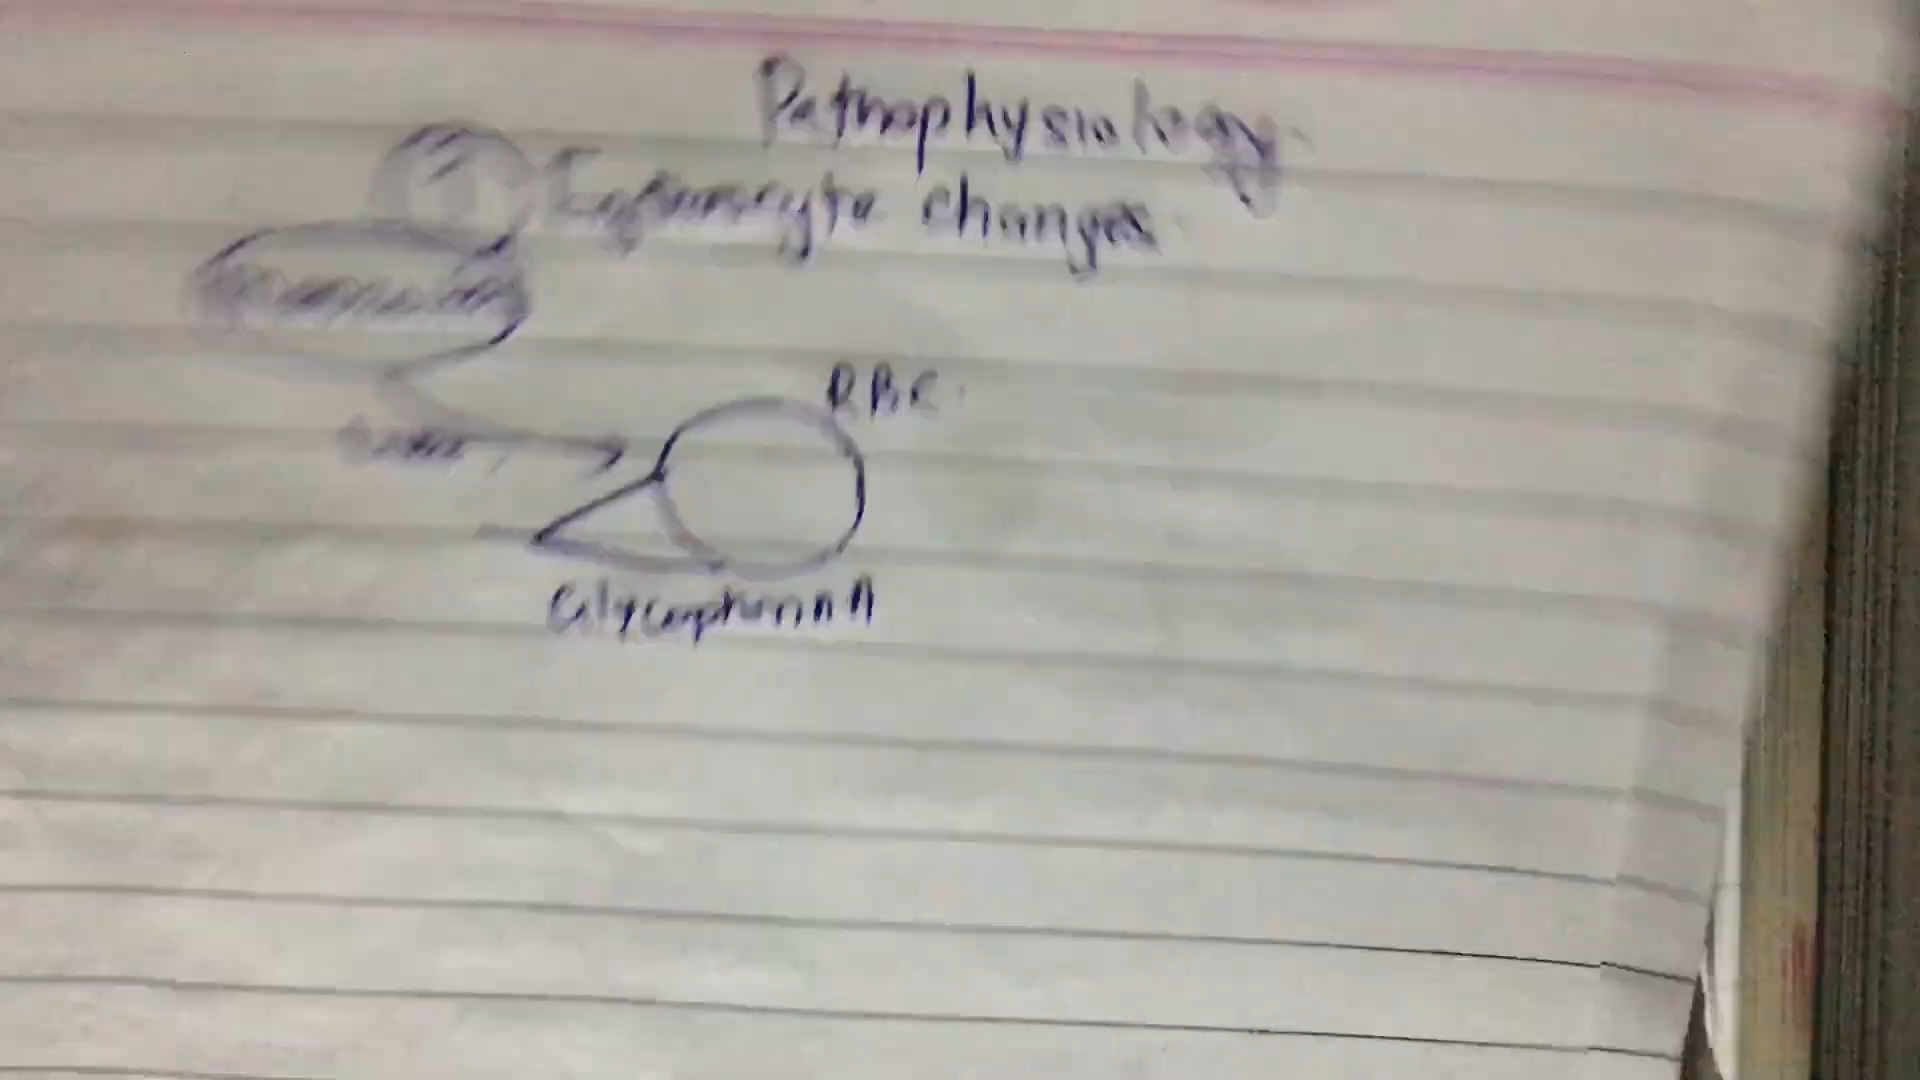 Pathophysiology.
Erythrocyte changes
RBC.
Glycophorin A